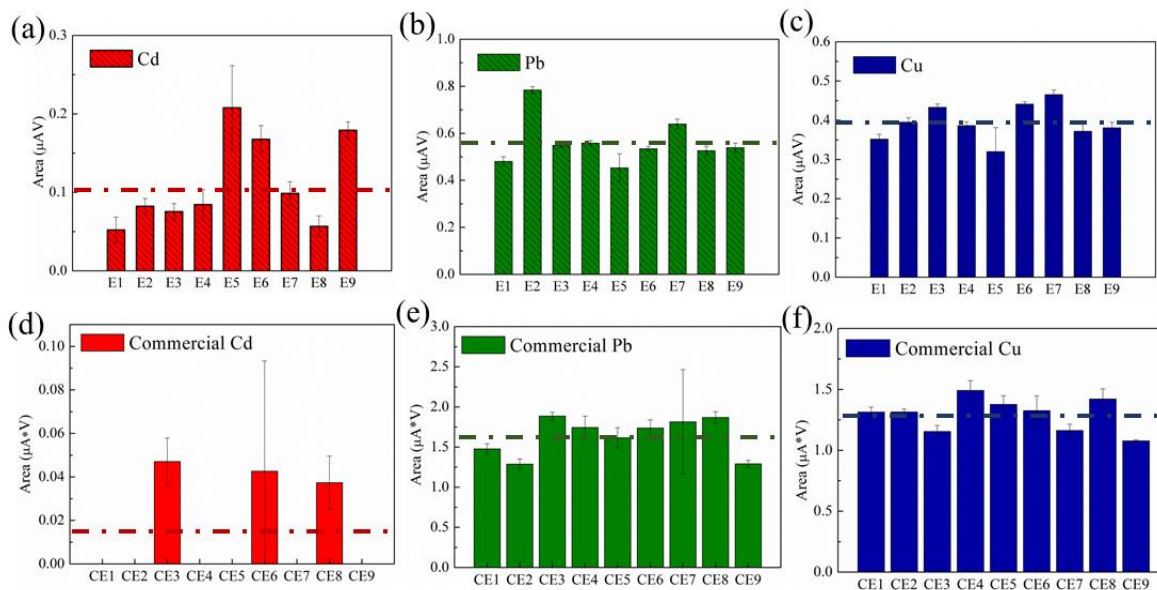 (a)
Cd
Area (μAV)
0.3
0.2
0.1
0.0
E1 E2 E3 E4 E5 E6 E7 E8 E9
(b)
Pb
Area (μAV)
1.0
0.8
0.6
0.4
0.2
0.0
E1 E2 E3 E4 E5 E6 E7 E8 E9
(c)
Cu
Area (μAV)
0.6
0.5
0.4
0.3
0.2
0.1
0.0
E1 E2 E3 E4 E5 E6 E7 E8 E9
(d)
Commercial Cd
Area (μA*V)
0.10
0.08
0.06
0.04
0.02
0.00
CE1 CE2 CE3 CE4 CE5 CE6 CE7 CE8 CE9
(e)
Commercial Pb
Area (μA*V)
3.0
2.5
2.0
1.5
1.0
0.5
0.0
CE1 CE2 CE3 CE4 CE5 CE6 CE7 CE8 CE9
(f)
Commercial Cu
Area (μA*V)
2.0
1.5
1.0
0.5
0.0
CE1 CE2 CE3 CE4 CE5 CE6 CE7 CE8 CE9